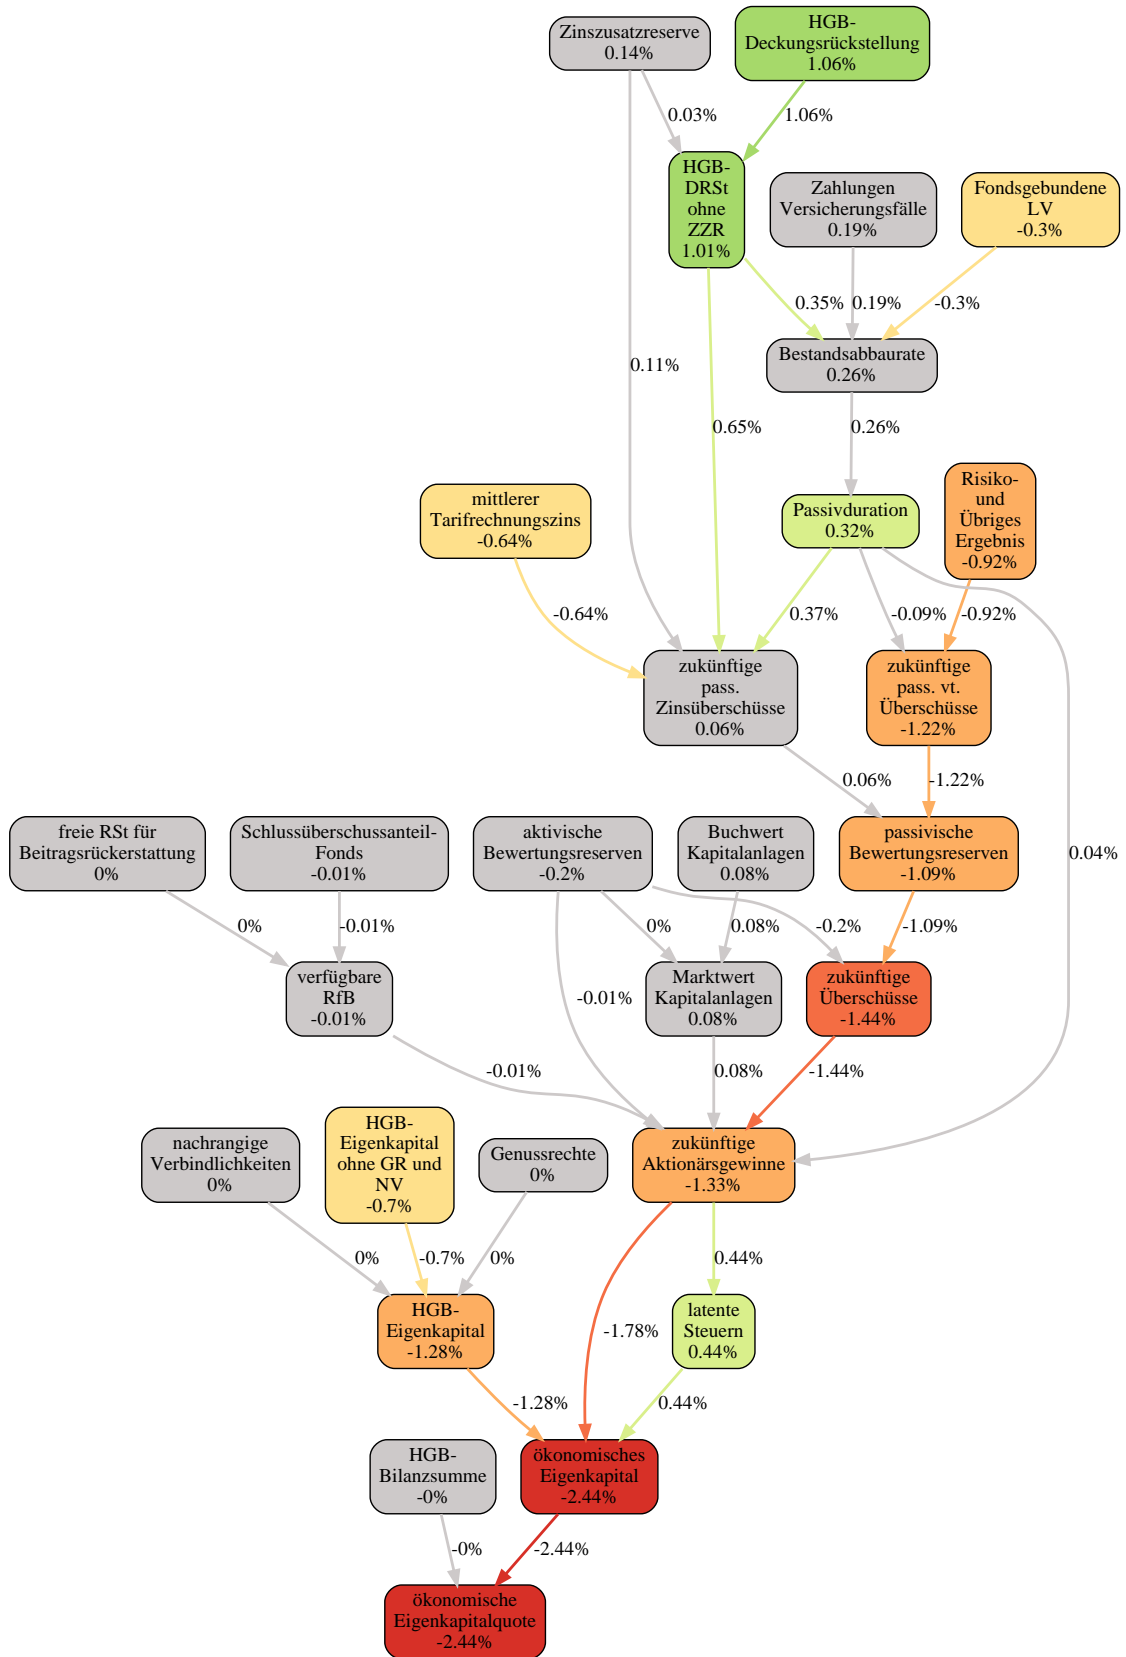 Zinszusatzreserve
0.14%
HGB-
Deckungsrückstellung
1.06%
0.03%
1.06%
HGB-
DRSt
ohne
ZZR
1.01%
Zahlungen
Versicherungsfälle
0.19%
Fondsgebundene
LV
-0.3%
0.35%
0.19%
-0.3%
Bestandsabbaurate
0.26%
0.11%
0.65%
0.26%
mittlerer
Tarifrechnungszins
-0.64%
Passivduration
0.32%
Risiko-
und
Übriges
Ergebnis
-0.92%
-0.64%
0.37%
-0.09%
-0.92%
zukünftige
pass.
Zinsüberschüsse
0.06%
zukünftige
pass. vt.
Überschüsse
-1.22%
0.06%
-1.22%
freie RSt für
Beitragsrückerstattung
0%
Schlussüberschussanteil-
Fonds
-0.01%
aktivische
Bewertungsreserven
-0.2%
Buchwert
Kapitalanlagen
0.08%
passivische
Bewertungsreserven
-1.09%
0.04%
0%
-0.01%
0%
0.08%
-0.2%
-1.09%
verfügbare
RfB
-0.01%
-0.01%
Marktwert
Kapitalanlagen
0.08%
zukünftige
Überschüsse
-1.44%
-0.01%
0.08%
-1.44%
nachrangige
Verbindlichkeiten
0%
HGB-
Eigenkapital
ohne GR und
NV
-0.7%
Genussrechte
0%
zukünftige
Aktionärsgewinne
-1.33%
0%
-0.7%
0%
0.44%
HGB-
Eigenkapital
-1.28%
-1.78%
latente
Steuern
0.44%
-1.28%
0.44%
HGB-
Bilanzsumme
-0%
ökonomisches
Eigenkapital
-2.44%
-0%
-2.44%
ökonomische
Eigenkapitalquote
-2.44%